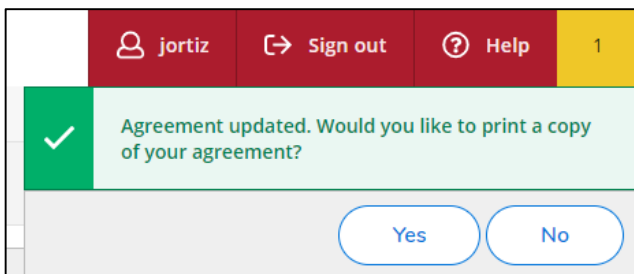 jortiz Sign out Help 1
Agreement updated. Would you like to print a copy
of your agreement?
Yes No